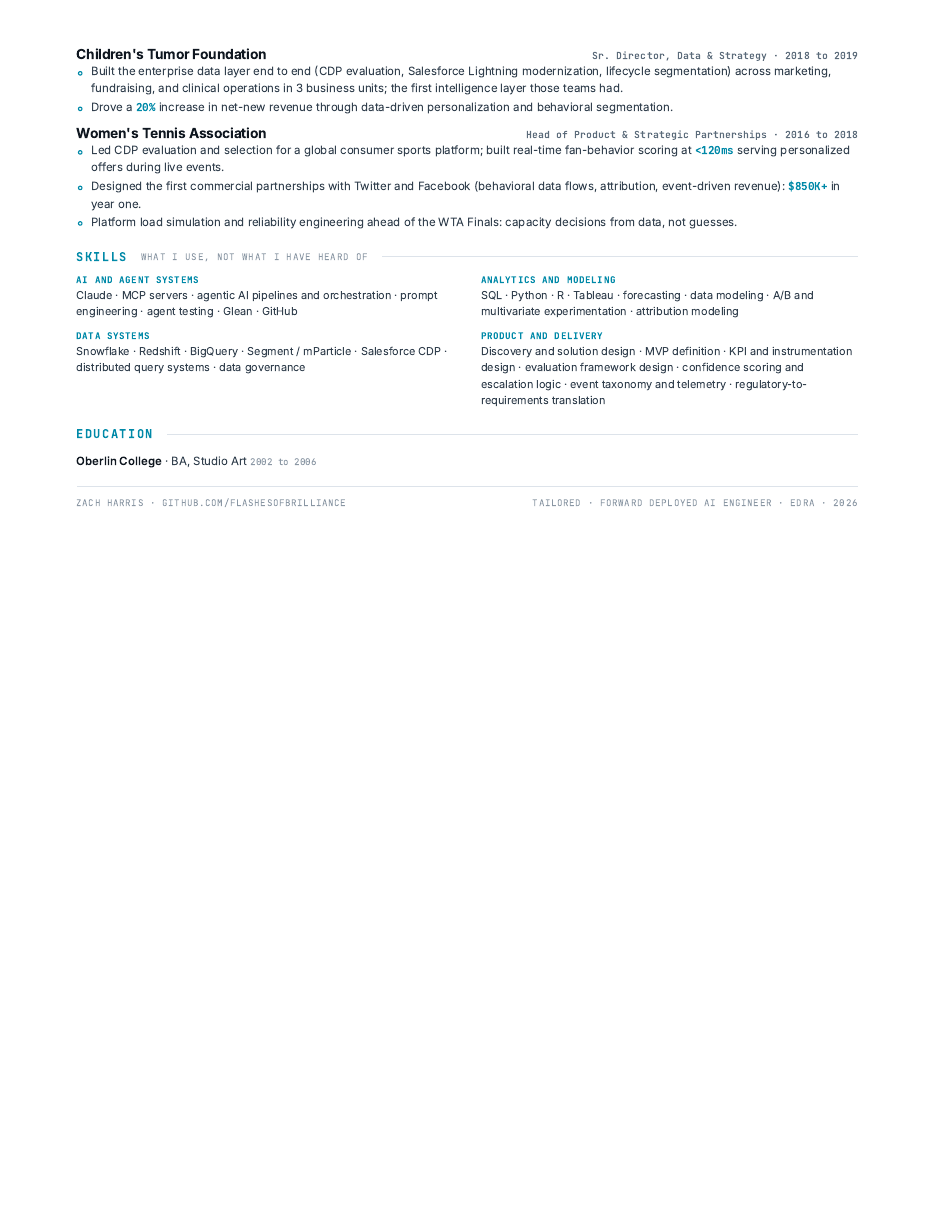 Children's Tumor Foundation Sr. Director, Data & Strategy · 2018 to 2019
Built the enterprise data layer end to end (CDP evaluation, Salesforce Lightning modernization, lifecycle segmentation) across marketing,
fundraising, and clinical operations in 3 business units; the first intelligence layer those teams had.
Drove a 20% increase in net-new revenue through data-driven personalization and behavioral segmentation.
Women's Tennis Association Head of Product & Strategic Partnerships · 2016 to 2018
Led CDP evaluation and selection for a global consumer sports platform; built real-time fan-behavior scoring at <120ms serving personalized
offers during live events.
Designed the first commercial partnerships with Twitter and Facebook (behavioral data flows, attribution, event-driven revenue): $850K+ in
year one.
Platform load simulation and reliability engineering ahead of the WTA Finals: capacity decisions from data, not guesses.
SKILLS WHAT I USE, NOT WHAT I HAVE HEARD OF
AI AND AGENT SYSTEMS
Claude · MCP servers · agentic AI pipelines and orchestration · prompt
engineering · agent testing · Glean · GitHub
ANALYTICS AND MODELING
SQL · Python · R · Tableau · forecasting · data modeling · A/B and
multivariate experimentation · attribution modeling
DATA SYSTEMS
Snowflake · Redshift · BigQuery · Segment / mParticle · Salesforce CDP ·
distributed query systems · data governance
PRODUCT AND DELIVERY
Discovery and solution design · MVP definition · KPI and instrumentation
design · evaluation framework design · confidence scoring and
escalation logic · event taxonomy and telemetry · regulatory-to-
requirements translation
EDUCATION
Oberlin College · BA, Studio Art 2002 to 2006
ZACH HARRIS · GITHUB.COM/FLASHESOFBRILLIANCE TAILORED · FORWARD DEPLOYED AI ENGINEER · EDRA · 2026